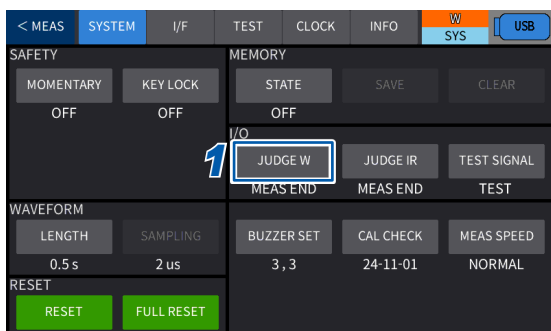 < MEAS SYSTEM I/F TEST CLOCK INFO W SYS USB
SAFETY
MOMENTARY KEY LOCK
OFF OFF
MEMORY
STATE SAVE CLEAR
OFF
I/O
1
JUDGE W JUDGE IR TEST SIGNAL
MEAS END MEAS END TEST
WAVEFORM
LENGTH SAMPLING
0.5 s 2 us
BUZZER SET CAL CHECK MEAS SPEED
3 , 3 24-11-01 NORMAL
RESET
RESET FULL RESET